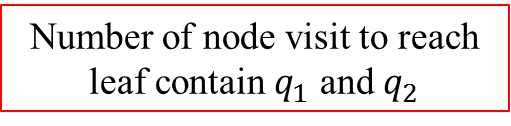 Number of node visit to reach
leaf contain q₁ and q₂